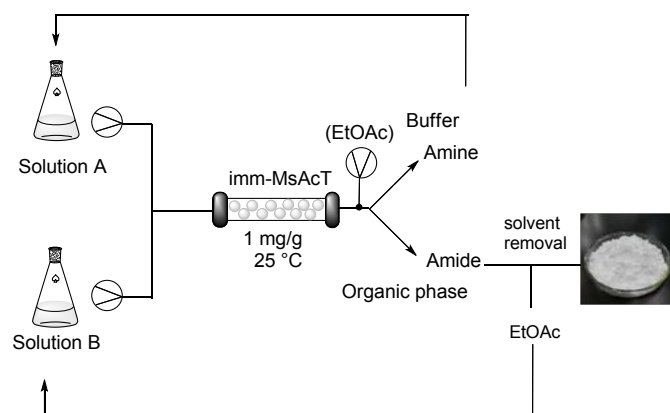 (EtOAc)
Buffer
Amine
Solution A
imm-MsAcT
1 mg/g
25 °C
solvent
removal
Amide
Organic phase
EtOAc
Solution B